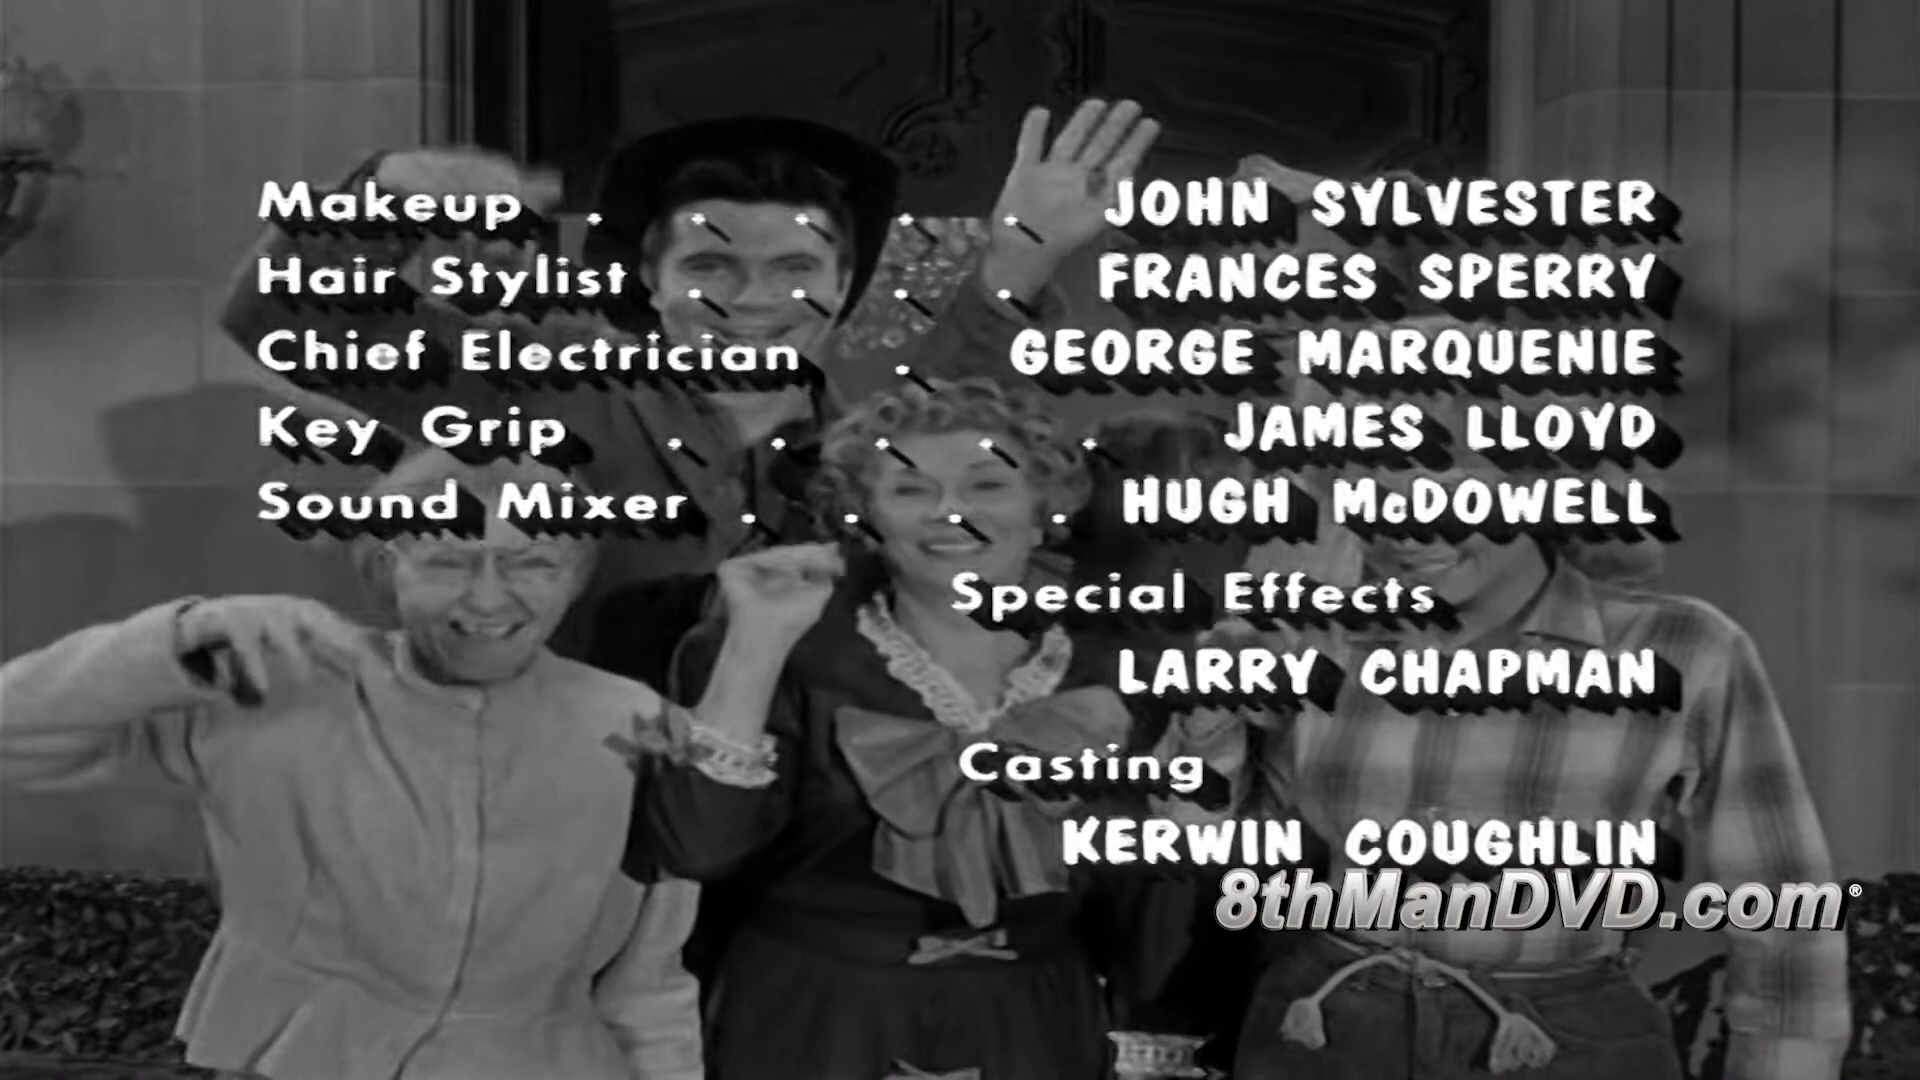 Makeup . . . . . JOHN SYLVESTER
Hair Stylist . . . . FRANCES SPERRY
Chief Electrician . GEORGE MARQUENIE
Key Grip . . . . . JAMES LLOYD
Sound Mixer . . . . HUGH McDOWELL
Special Effects
LARRY CHAPMAN
Casting
KERWIN COUGHLIN
8thManDVD.com®